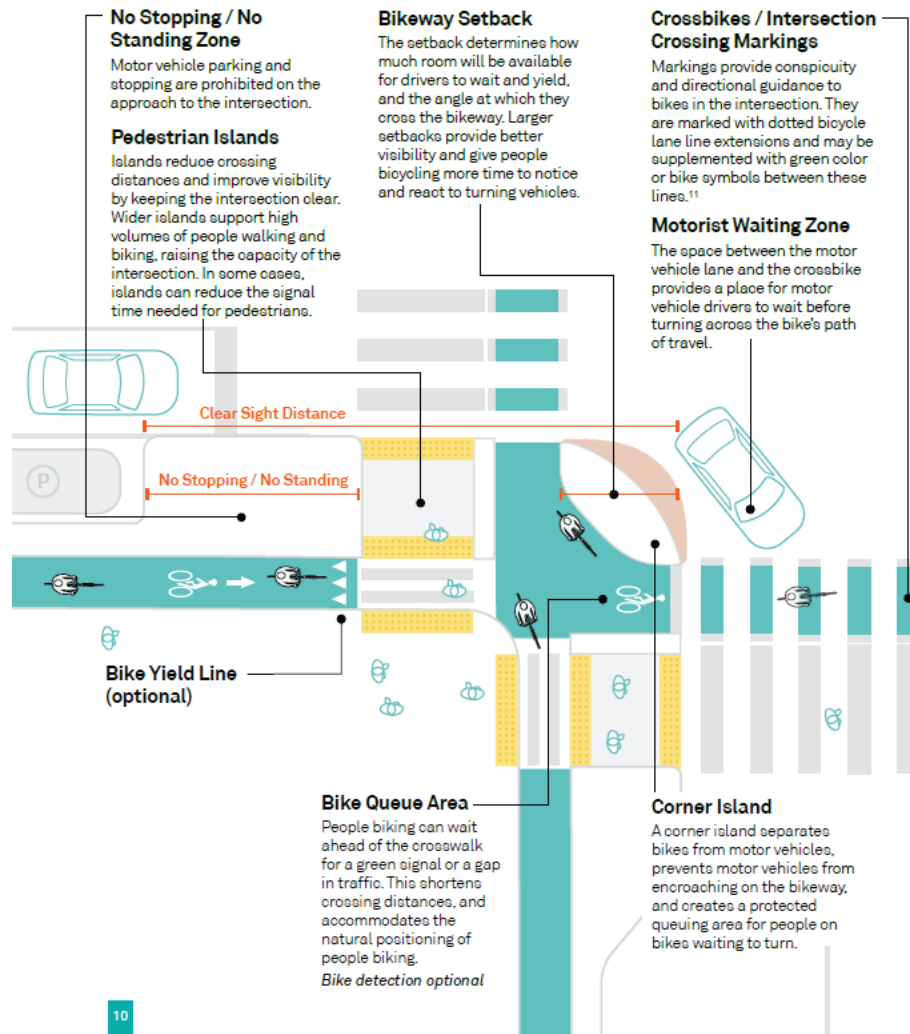 No Stopping / No
Standing Zone
Motor vehicle parking and
stopping are prohibited on the
approach to the intersection.
Pedestrian Islands
Islands reduce crossing
distances and improve visibility
by keeping the intersection clear.
Wider islands support high
volumes of people walking and
biking, raising the capacity of the
intersection. In some cases,
islands can reduce the signal
time needed for pedestrians.
Bikeway Setback
The setback determines how
much room will be available
for drivers to wait and yield,
and the angle at which they
cross the bikeway. Larger
setbacks provide better
visibility and give people
bicycling more time to notice
and react to turning vehicles.
Crossbikes / Intersection
Crossing Markings
Markings provide conspicuity
and directional guidance to
bikes in the intersection. They
are marked with dotted bicycle
lane line extensions and may be
supplemented with green color
or bike symbols between these
lines.¹¹
Motorist Waiting Zone
The space between the motor
vehicle lane and the crossbike
provides a place for motor
vehicle drivers to wait before
turning across the bike's path
of travel.
Clear Sight Distance
P
No Stopping / No Standing
Bike Yield Line
(optional)
Bike Queue Area
People biking can wait
ahead of the crosswalk
for a green signal or a gap
in traffic. This shortens
crossing distances, and
accommodates the
natural positioning of
people biking.
Bike detection optional
Corner Island
A corner island separates
bikes from motor vehicles,
prevents motor vehicles from
encroaching on the bikeway,
and creates a protected
queuing area for people on
bikes waiting to turn.
10